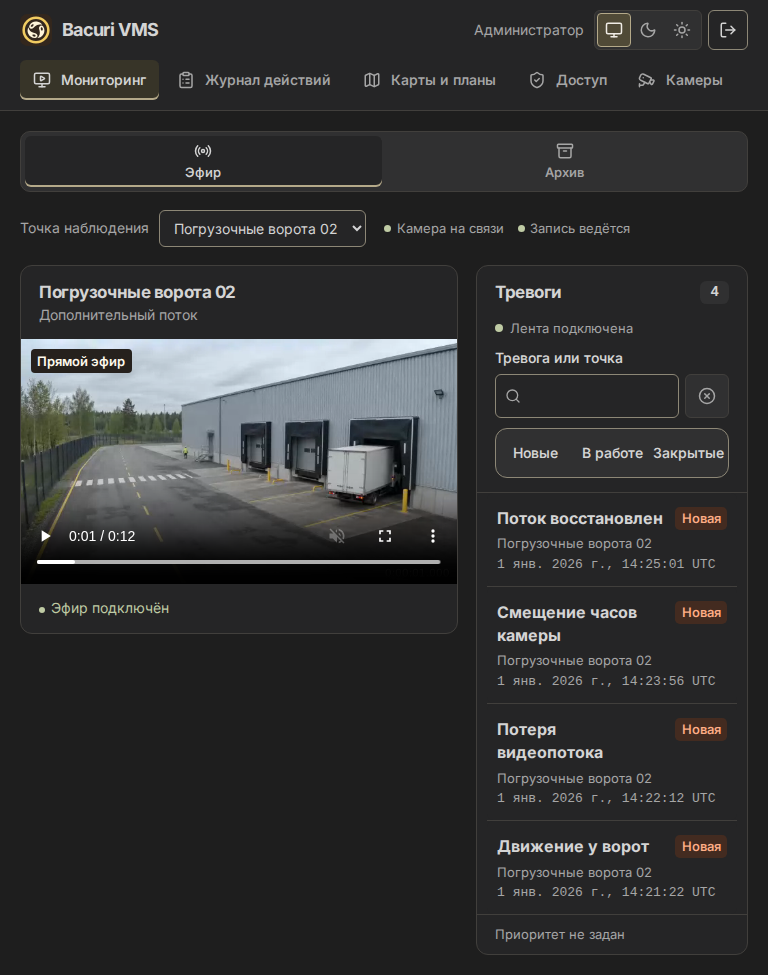 Bacuri VMS
Администратор
Мониторинг
Журнал действий
Карты и планы
Доступ
Камеры
Эфир
Архив
Точка наблюдения
Погрузочные ворота 02
Камера на связи
Запись ведётся
Погрузочные ворота 02
Дополнительный поток
Прямой эфир
0:01 / 0:12
Эфир подключён
Тревоги
4
Лента подключена
Тревога или точка
Новые
В работе
Закрытые
Поток восстановлен
Новая
Погрузочные ворота 02
1 янв. 2026 г., 14:25:01 UTC
Смещение часов
камеры
Новая
Погрузочные ворота 02
1 янв. 2026 г., 14:23:56 UTC
Потеря
видеопотока
Новая
Погрузочные ворота 02
1 янв. 2026 г., 14:22:12 UTC
Движение у ворот
Новая
Погрузочные ворота 02
1 янв. 2026 г., 14:21:22 UTC
Приоритет не задан